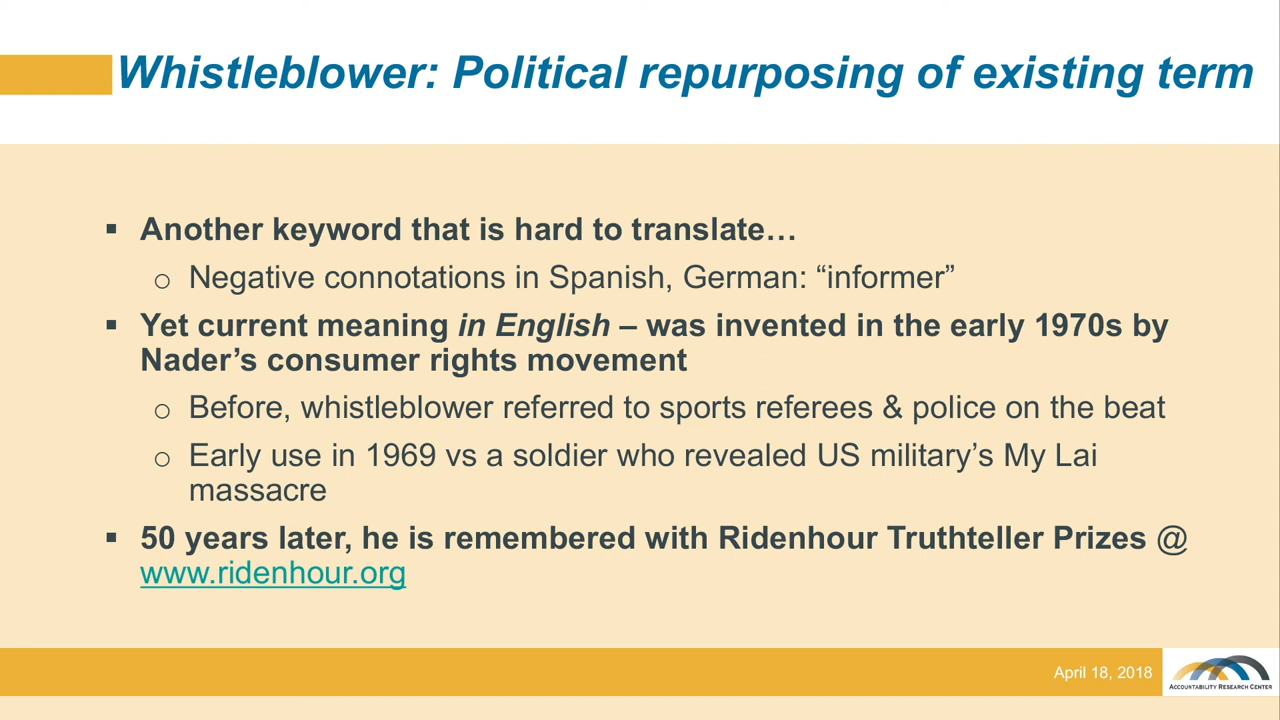 Whistleblower: Political repurposing of existing term
▪ Another keyword that is hard to translate…
o Negative connotations in Spanish, German: “informer”
▪ Yet current meaning in English – was invented in the early 1970s by
Nader’s consumer rights movement
o Before, whistleblower referred to sports referees & police on the beat
o Early use in 1969 vs a soldier who revealed US military’s My Lai
massacre
▪ 50 years later, he is remembered with Ridenhour Truthteller Prizes @
www.ridenhour.org
April 18, 2018
ACCOUNTABILITY RESEARCH CENTER